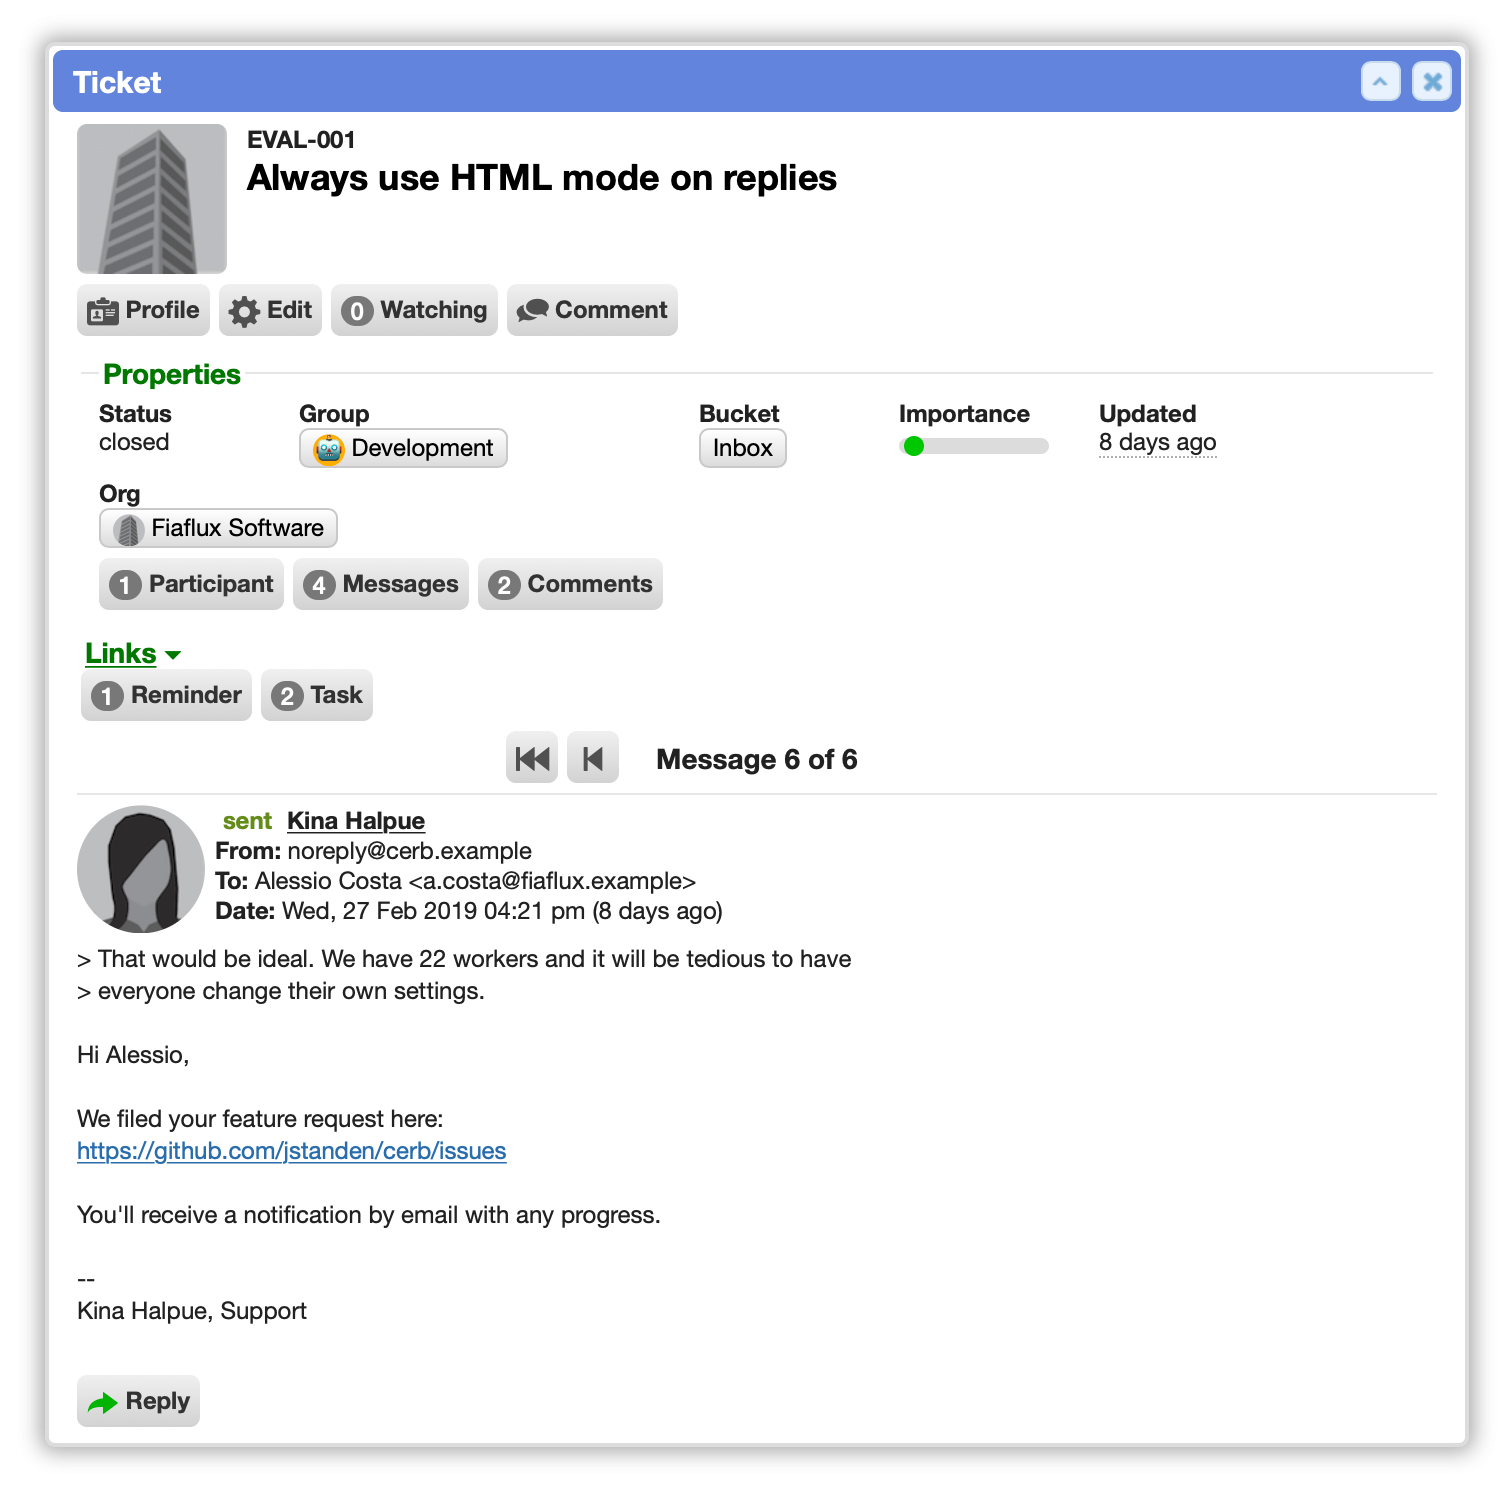 Ticket
EVAL-001
Always use HTML mode on replies
Profile Edit 0 Watching Comment
Properties
Status Group Bucket Importance Updated
closed Development Inbox 8 days ago
Org
Fiaflux Software
1 Participant 4 Messages 2 Comments
Links
1 Reminder 2 Task
Message 6 of 6
sent Kina Halpue
From: noreply@cerb.example
To: Alessio Costa <a.costa@fiaflux.example>
Date: Wed, 27 Feb 2019 04:21 pm (8 days ago)
> That would be ideal. We have 22 workers and it will be tedious to have
> everyone change their own settings.
Hi Alessio,
We filed your feature request here:
https://github.com/jstanden/cerb/issues
You'll receive a notification by email with any progress.
--
Kina Halpue, Support
Reply